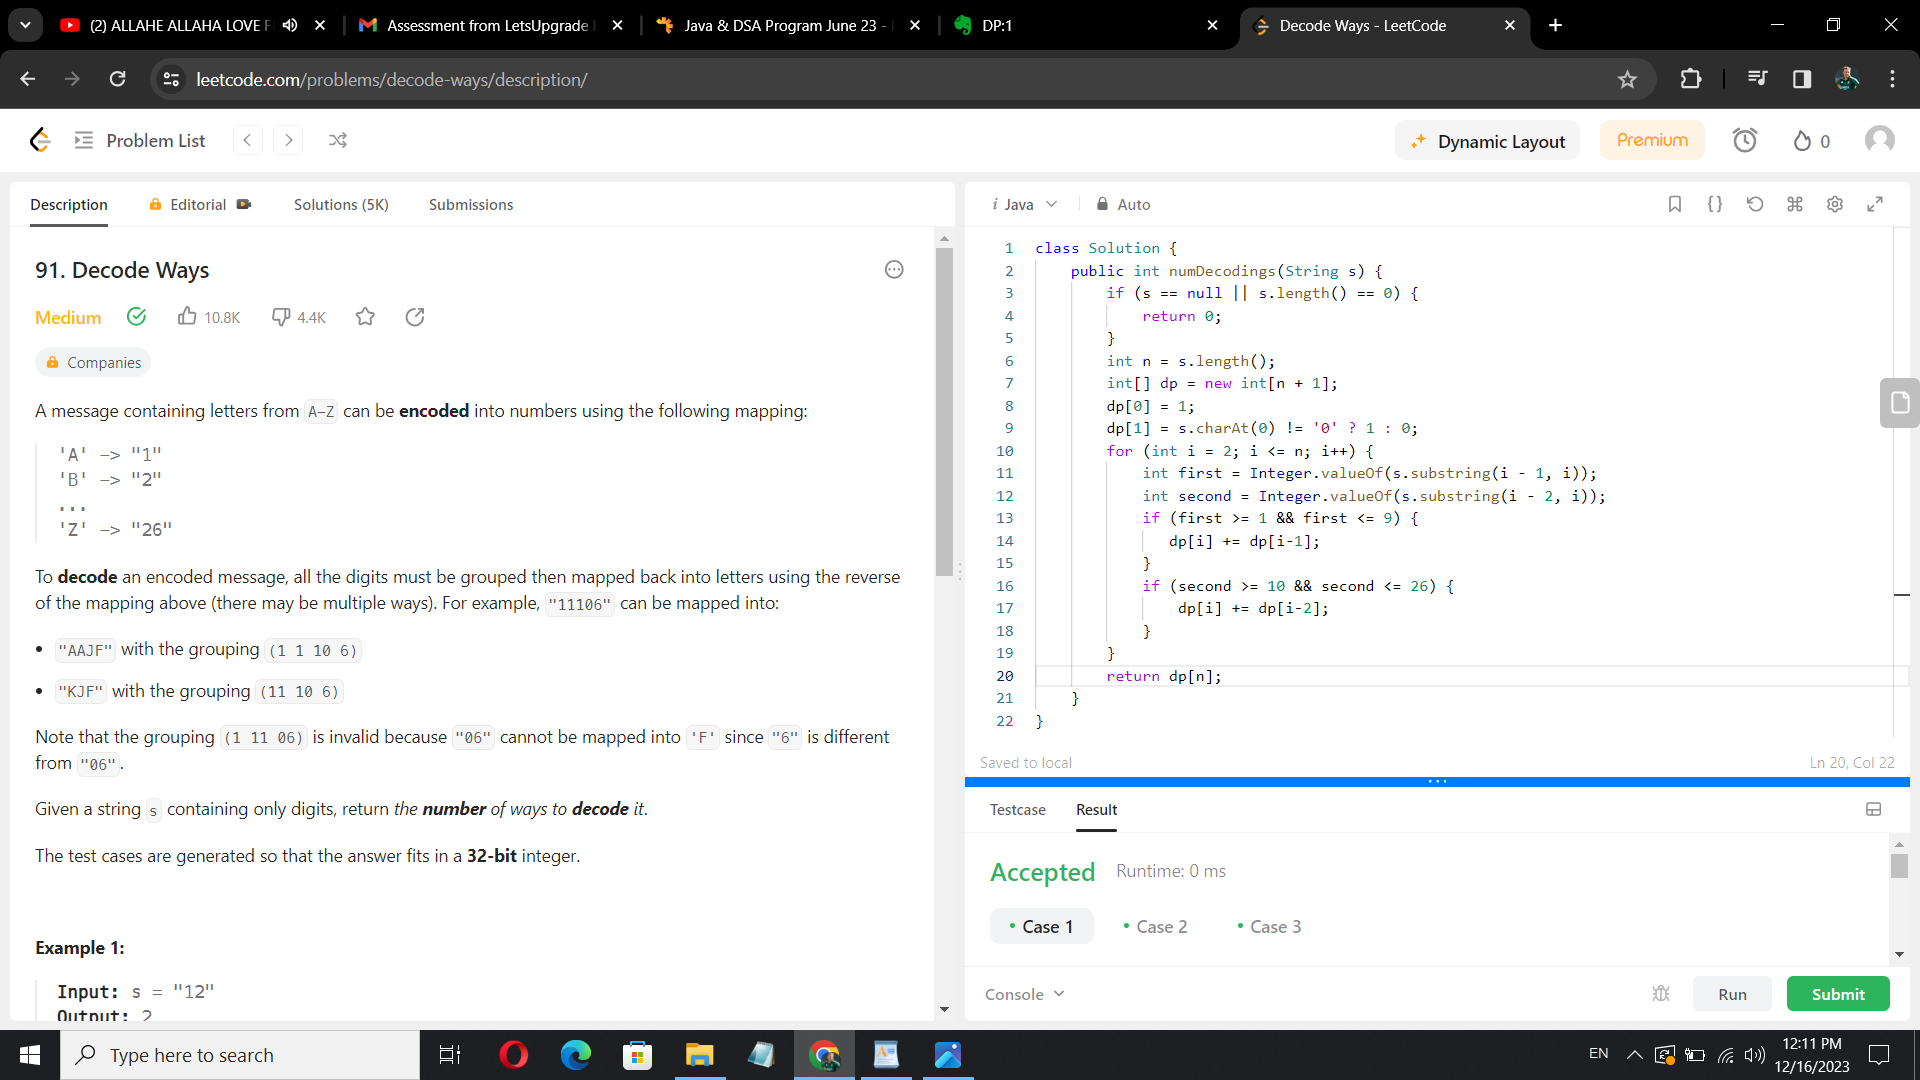 (2) ALLAHE ALLAHA LOVE F
Assessment from LetsUpgrade
Java & DSA Program June 23 -
DP:1
Decode Ways - LeetCode
leetcode.com/problems/decode-ways/description/
Problem List
Dynamic Layout
Premium
0
Description
Editorial
Solutions (5K)
Submissions
91. Decode Ways
Medium
10.8K
4.4K
Companies
A message containing letters from A-Z can be encoded into numbers using the following mapping:
'A' -> "1"
'B' -> "2"
...
'Z' -> "26"
To decode an encoded message, all the digits must be grouped then mapped back into letters using the reverse
of the mapping above (there may be multiple ways). For example, "11106" can be mapped into:
• "AAJF" with the grouping (1 1 10 6)
• "KJF" with the grouping (11 10 6)
Note that the grouping (1 11 06) is invalid because "06" cannot be mapped into 'F' since "6" is different
from "06".
Given a string s containing only digits, return the number of ways to decode it.
The test cases are generated so that the answer fits in a 32-bit integer.
Example 1:
Input: s = "12"
Output: 2
i Java
Auto
1 class Solution {
2 public int numDecodings(String s) {
3 if (s == null || s.length() == 0) {
4 return 0;
5 }
6 int n = s.length();
7 int[] dp = new int[n + 1];
8 dp[0] = 1;
9 dp[1] = s.charAt(0) != '0' ? 1 : 0;
10 for (int i = 2; i <= n; i++) {
11 int first = Integer.valueOf(s.substring(i - 1, i));
12 int second = Integer.valueOf(s.substring(i - 2, i));
13 if (first >= 1 && first <= 9) {
14 dp[i] += dp[i-1];
15 }
16 if (second >= 10 && second <= 26) {
17 dp[i] += dp[i-2];
18 }
19 }
20 return dp[n];
21 }
22 }
Saved to local
Ln 20, Col 22
Testcase
Result
Accepted
Runtime: 0 ms
• Case 1
• Case 2
• Case 3
Console
Run
Submit
Type here to search
EN
12:11 PM
12/16/2023